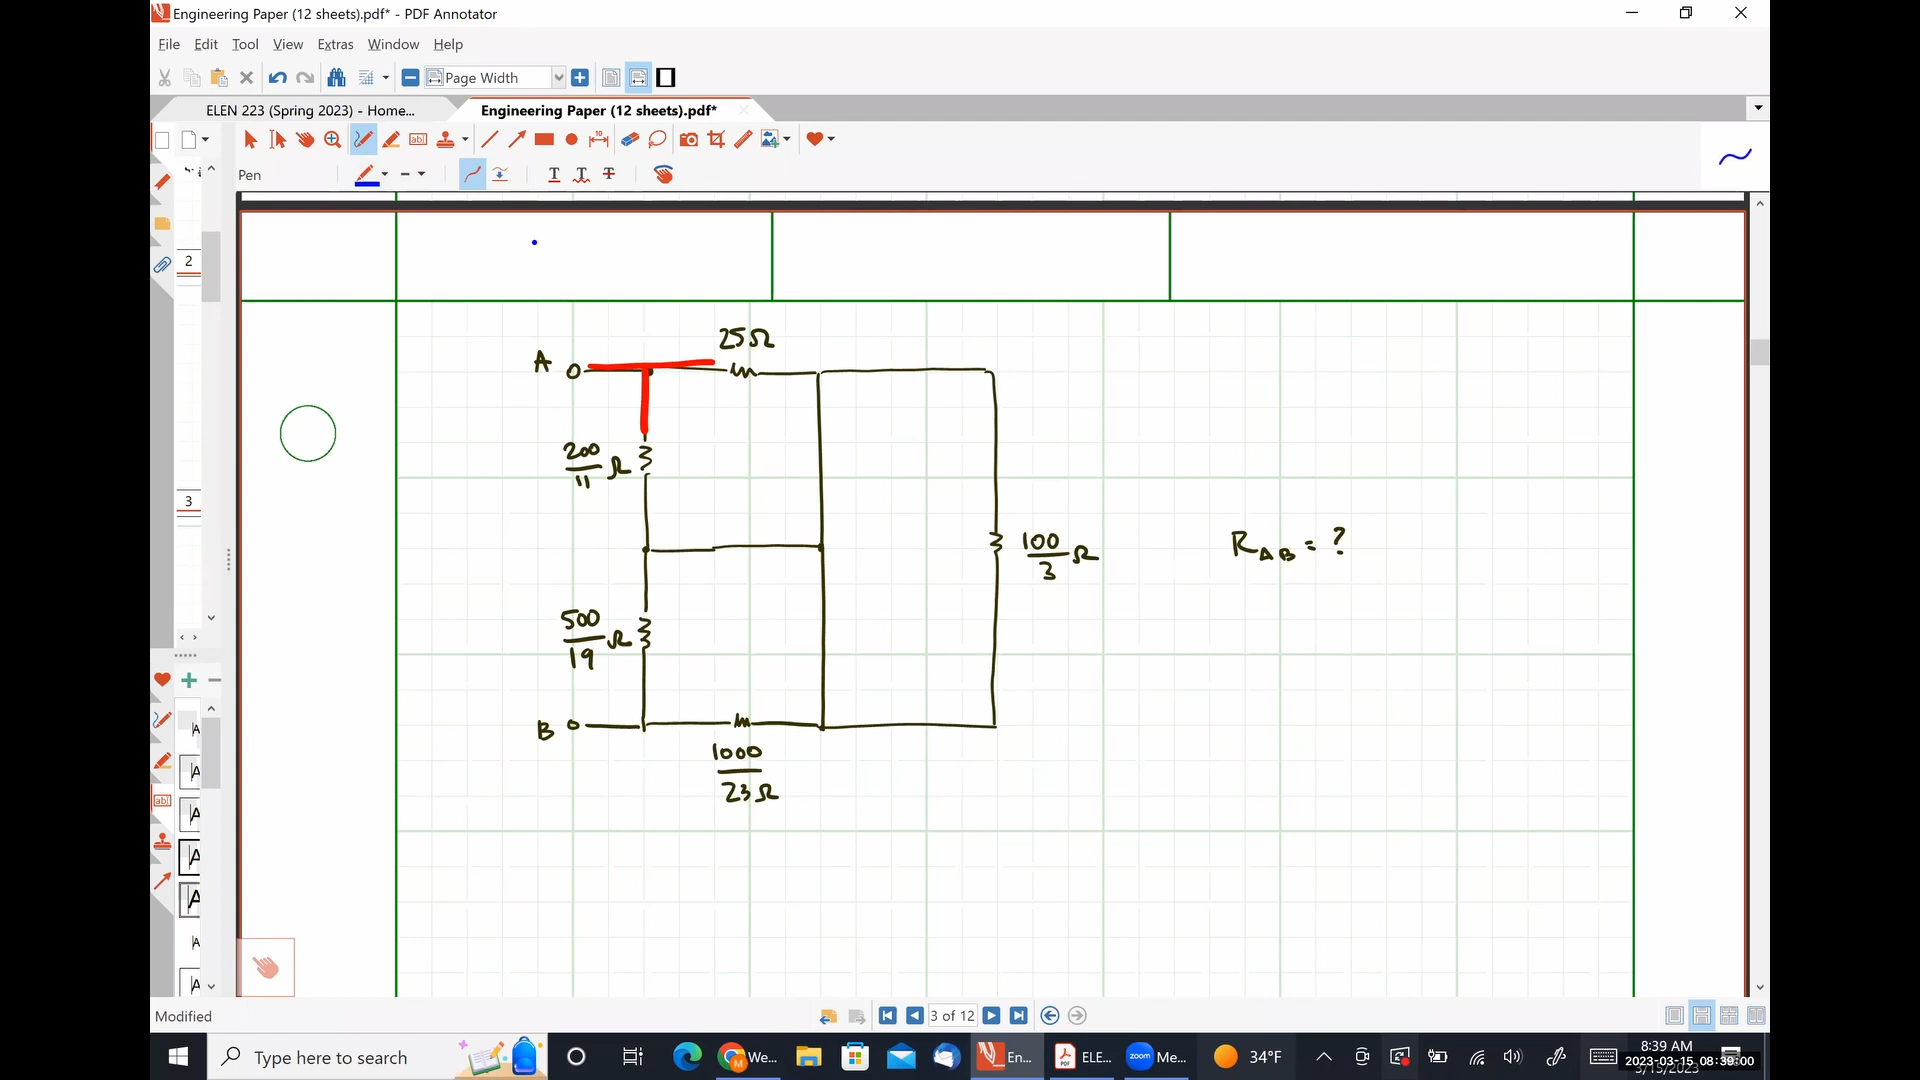 Engineering Paper (12 sheets).pdf* - PDF Annotator
File Edit Tool View Extras Window Help
Page Width
ELEN 223 (Spring 2023) - Home...
Engineering Paper (12 sheets).pdf*
Pen
2
3
25Ω
A
200
11
Ω
500
19
Ω
100
3
Ω
R AB = ?
B
1000
23Ω
Modified
3 of 12
Type here to search
We...
En...
ELE...
zoom
Me...
34°F
8:39 AM
2023-03-15 08:39:00